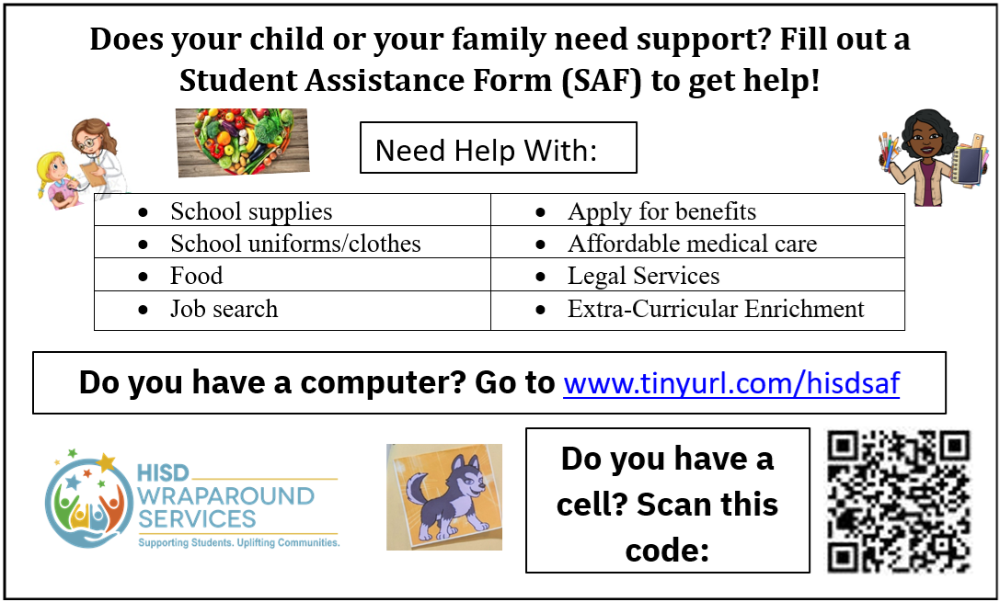 Does your child or your family need support? Fill out a
Student Assistance Form (SAF) to get help!
Need Help With:
• School supplies
• Apply for benefits
• School uniforms/clothes
• Affordable medical care
• Food
• Legal Services
• Job search
• Extra-Curricular Enrichment
Do you have a computer? Go to www.tinyurl.com/hisdsaf
HISD
WRAPAROUND
SERVICES
Supporting Students. Uplifting Communities.
Do you have a
cell? Scan this
code: